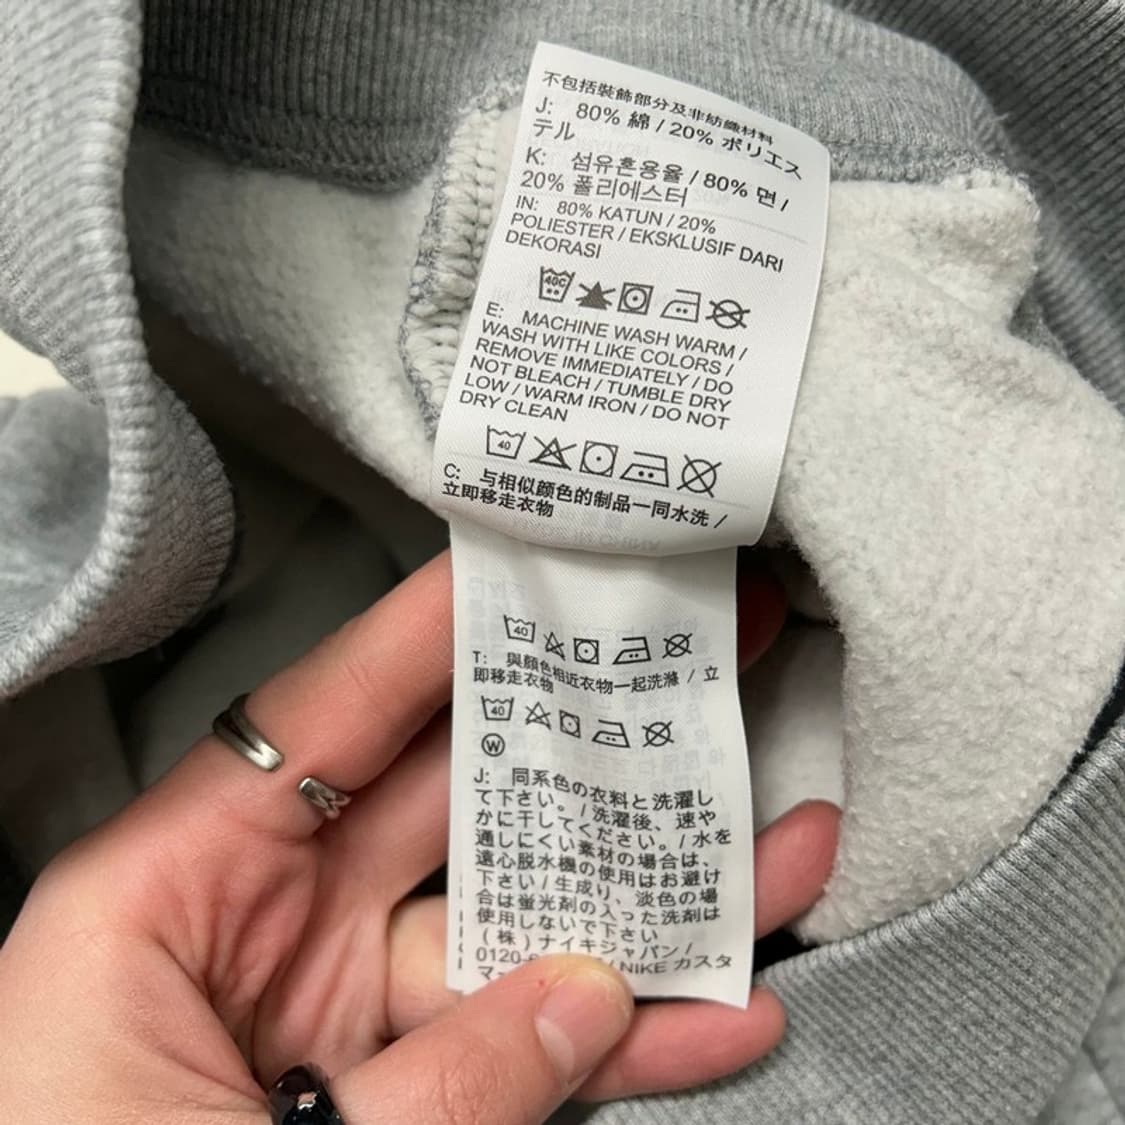 不包括裝飾部分及非紡織材料
J: 80% 綿 / 20% ポリエス
テル
K: 섬유혼용율 / 80% 면 /
20% 폴리에스터
IN: 80% KATUN / 20%
POLIESTER / EKSKLUSIF DARI
DEKORASI
40C
E: MACHINE WASH WARM /
WASH WITH LIKE COLORS /
REMOVE IMMEDIATELY / DO
NOT BLEACH / TUMBLE DRY
LOW / WARM IRON / DO NOT
DRY CLEAN
40
C: 与相似颜色的制品一同水洗 /
立即移走衣物
40
T: 與顏色相近衣物一起洗滌 / 立
即移走衣物
40
W
J: 同系色の衣料と洗濯し
て下さい。/ 洗濯後、速や
かに干してください。/ 水を
通しにくい素材の場合は、
遠心脱水機の使用はお避け
下さい / 生成り、淡色の場
合は蛍光剤の入った洗剤は
使用しないで下さい
(株) ナイキジャパン /
0120- / NIKE カスタ
マー